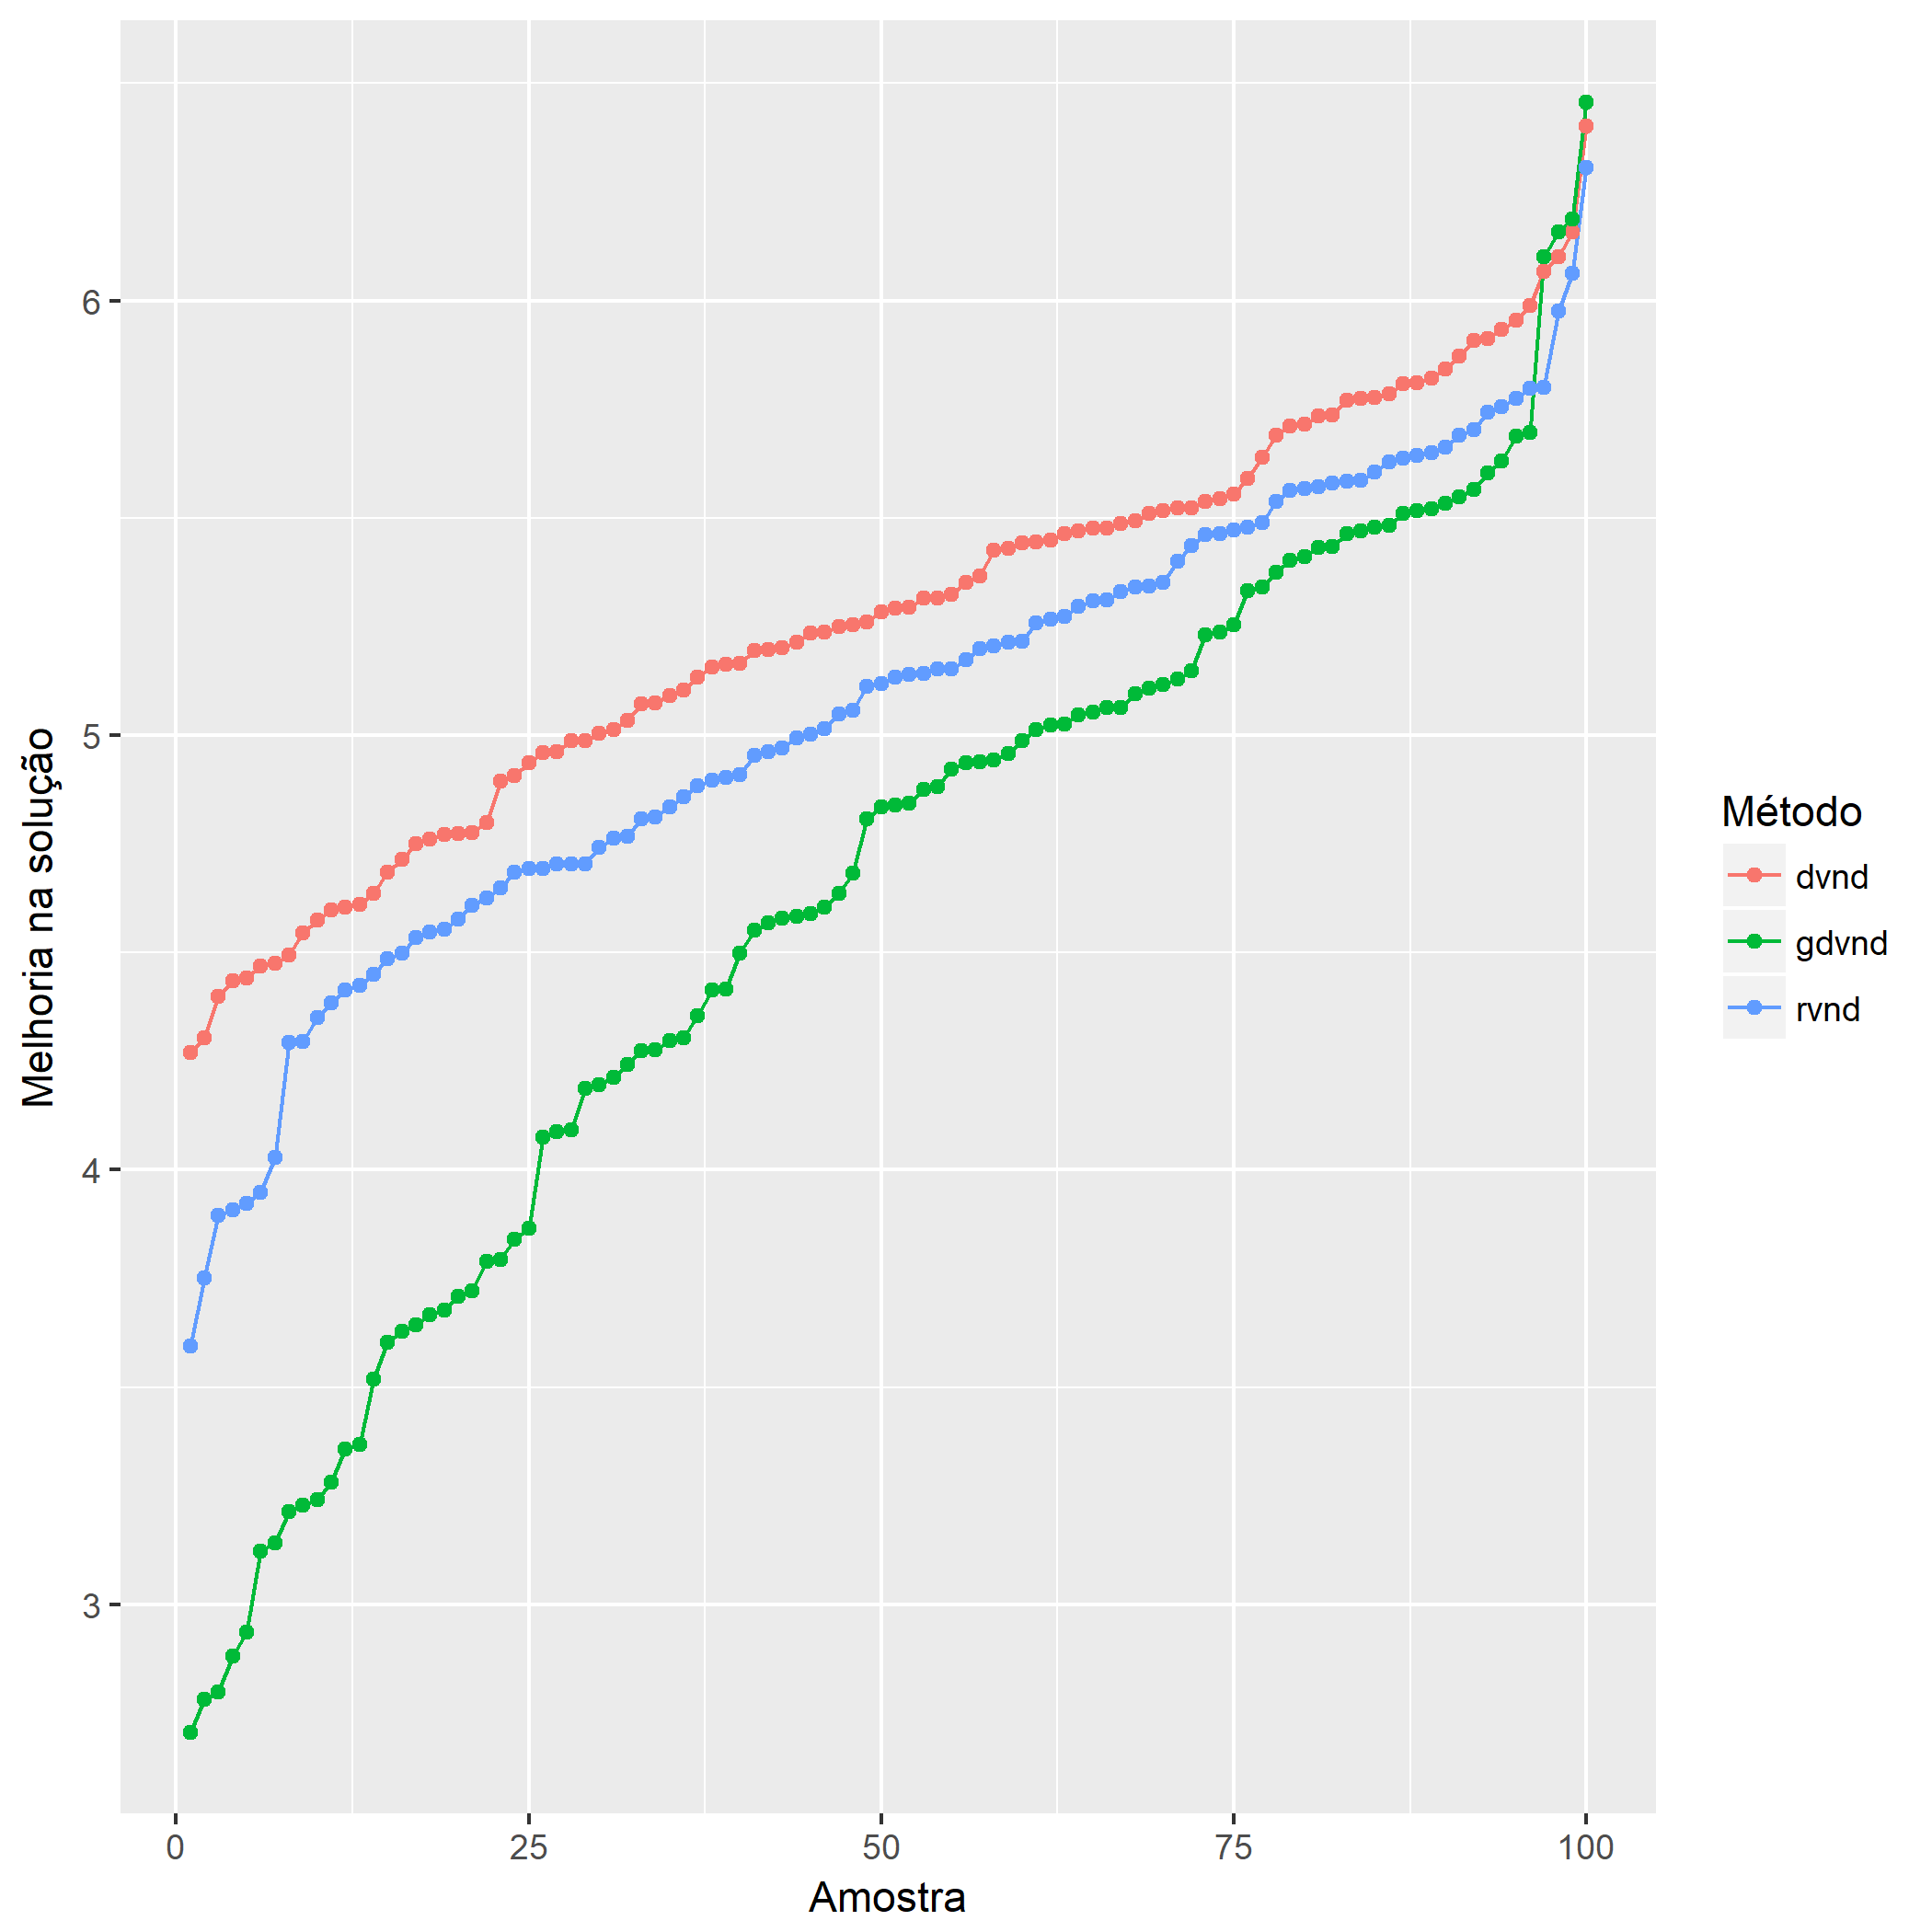 Melhoria na solução
6
5
4
3
0 25 50 75 100
Amostra
Método
dvnd
gdvnd
rvnd